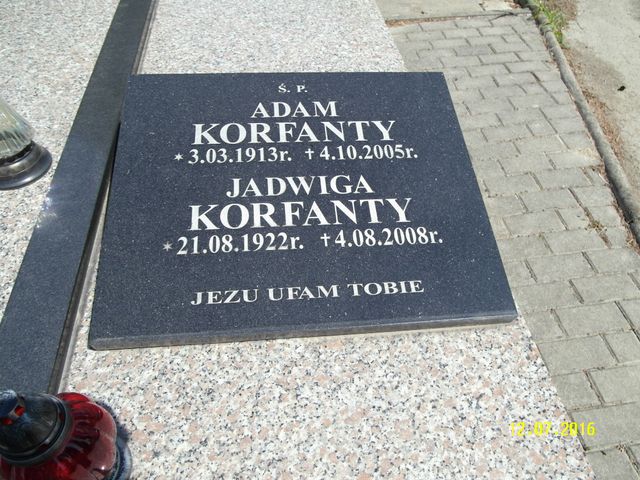 Ś. P.
ADAM
KORFANTY
* 3.03.1913r. † 4.10.2005r.
JADWIGA
KORFANTY
* 21.08.1922r. † 4.08.2008r.
JEZU UFAM TOBIE
12.07.2016